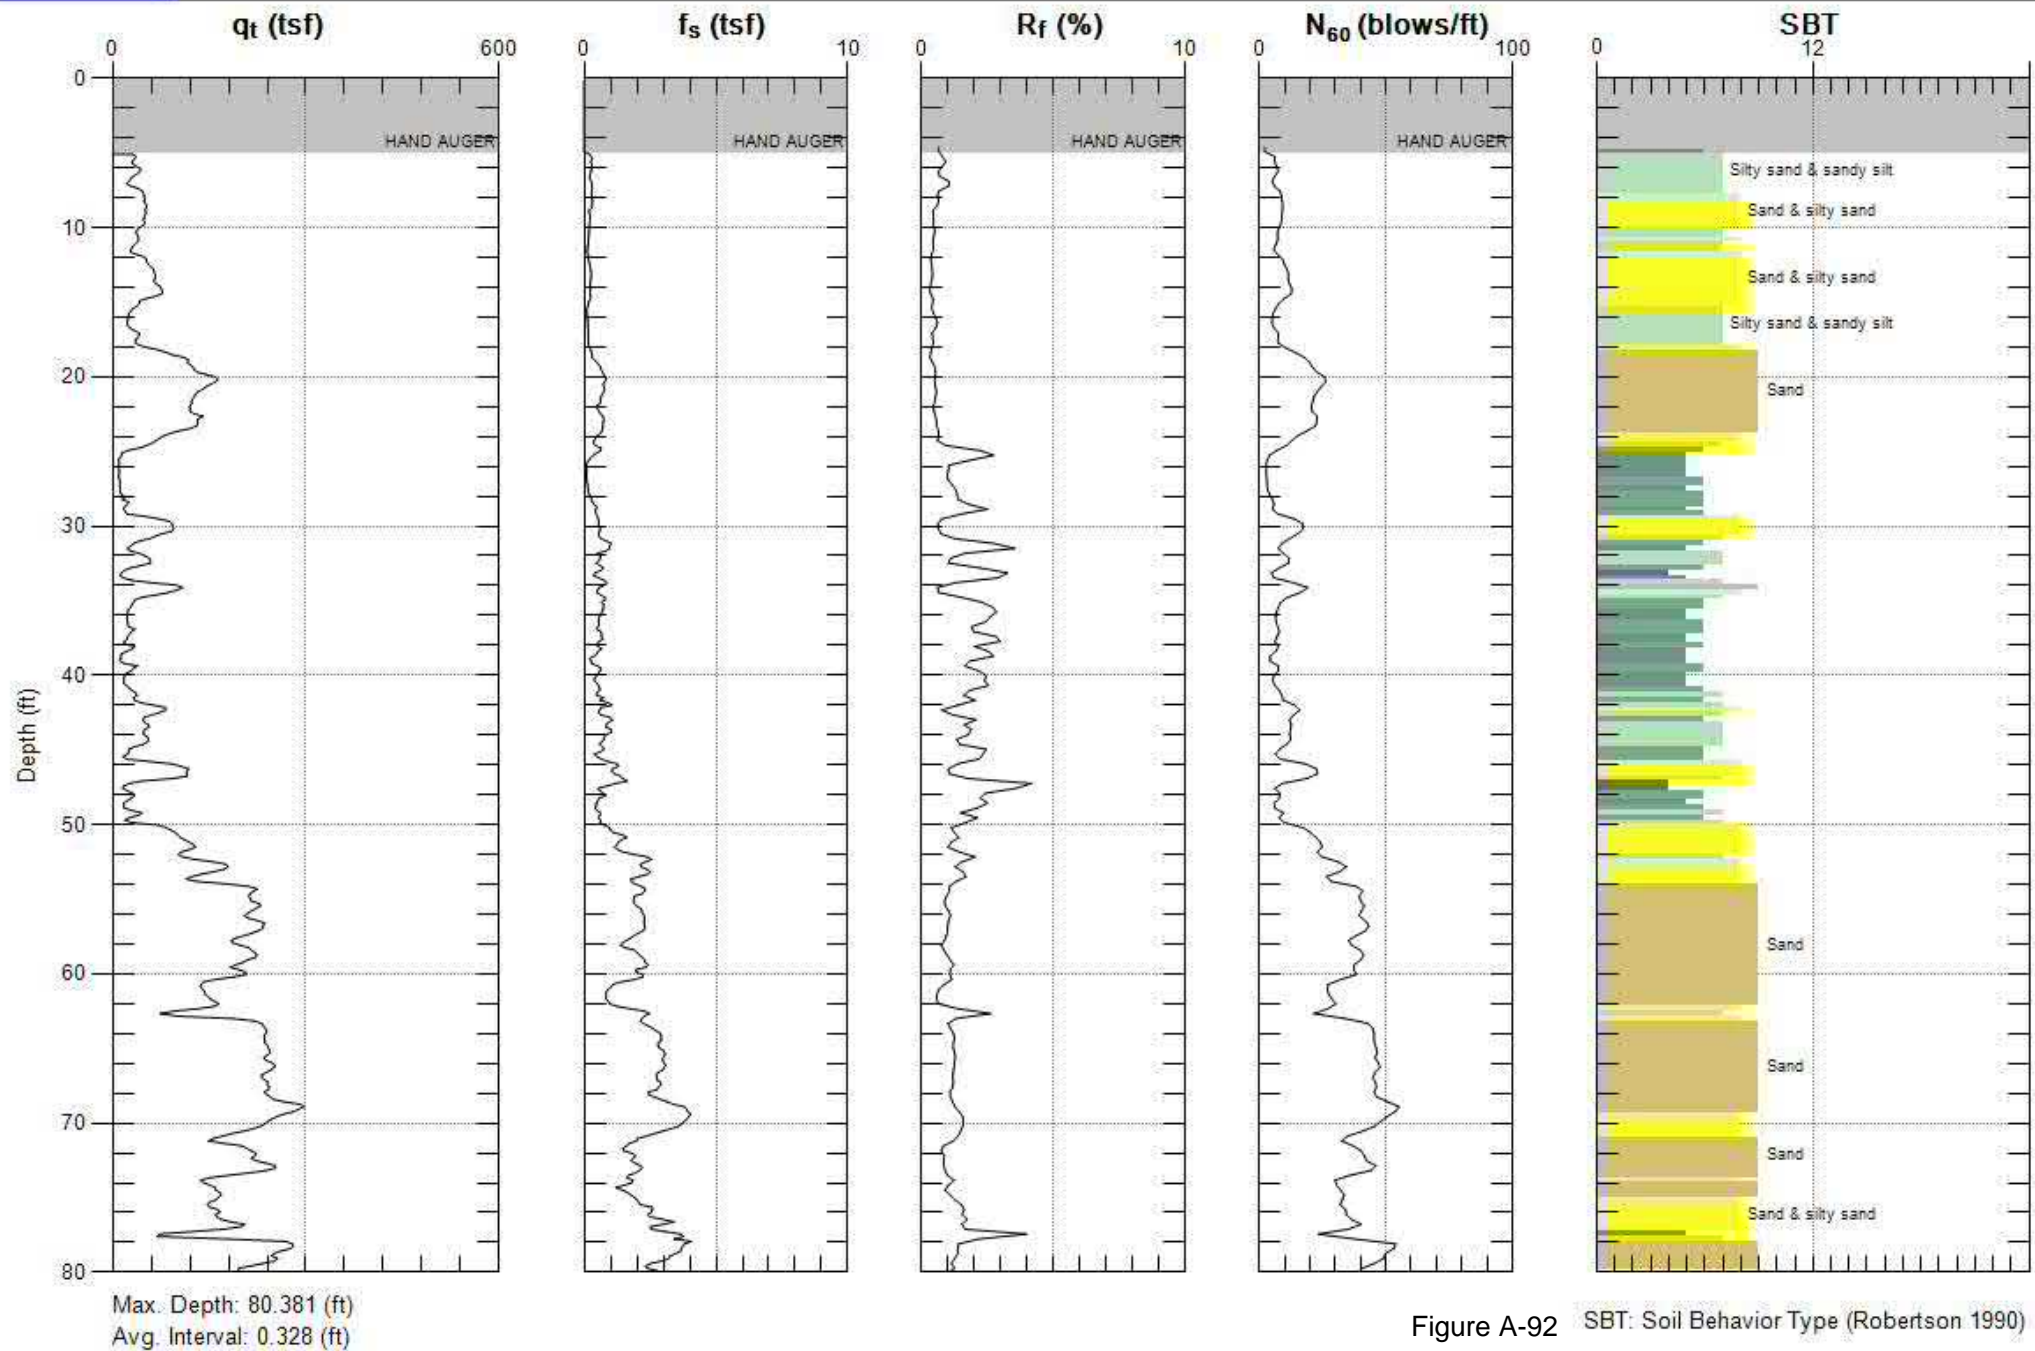 qt (tsf) fs (tsf) Rf (%) N60 (blows/ft) SBT
0 600 0 10 0 10 0 100 0 12
0
HAND AUGER HAND AUGER HAND AUGER HAND AUGER
Silty sand & sandy silt
Sand & silty sand
10
Sand & silty sand
Silty sand & sandy silt
20
Sand
30
40
Depth (ft)
50
Sand
60
Sand
70
Sand
Sand & silty sand
80
Max. Depth: 80.381 (ft)
Avg. Interval: 0.328 (ft)
Figure A-92
SBT: Soil Behavior Type (Robertson 1990)